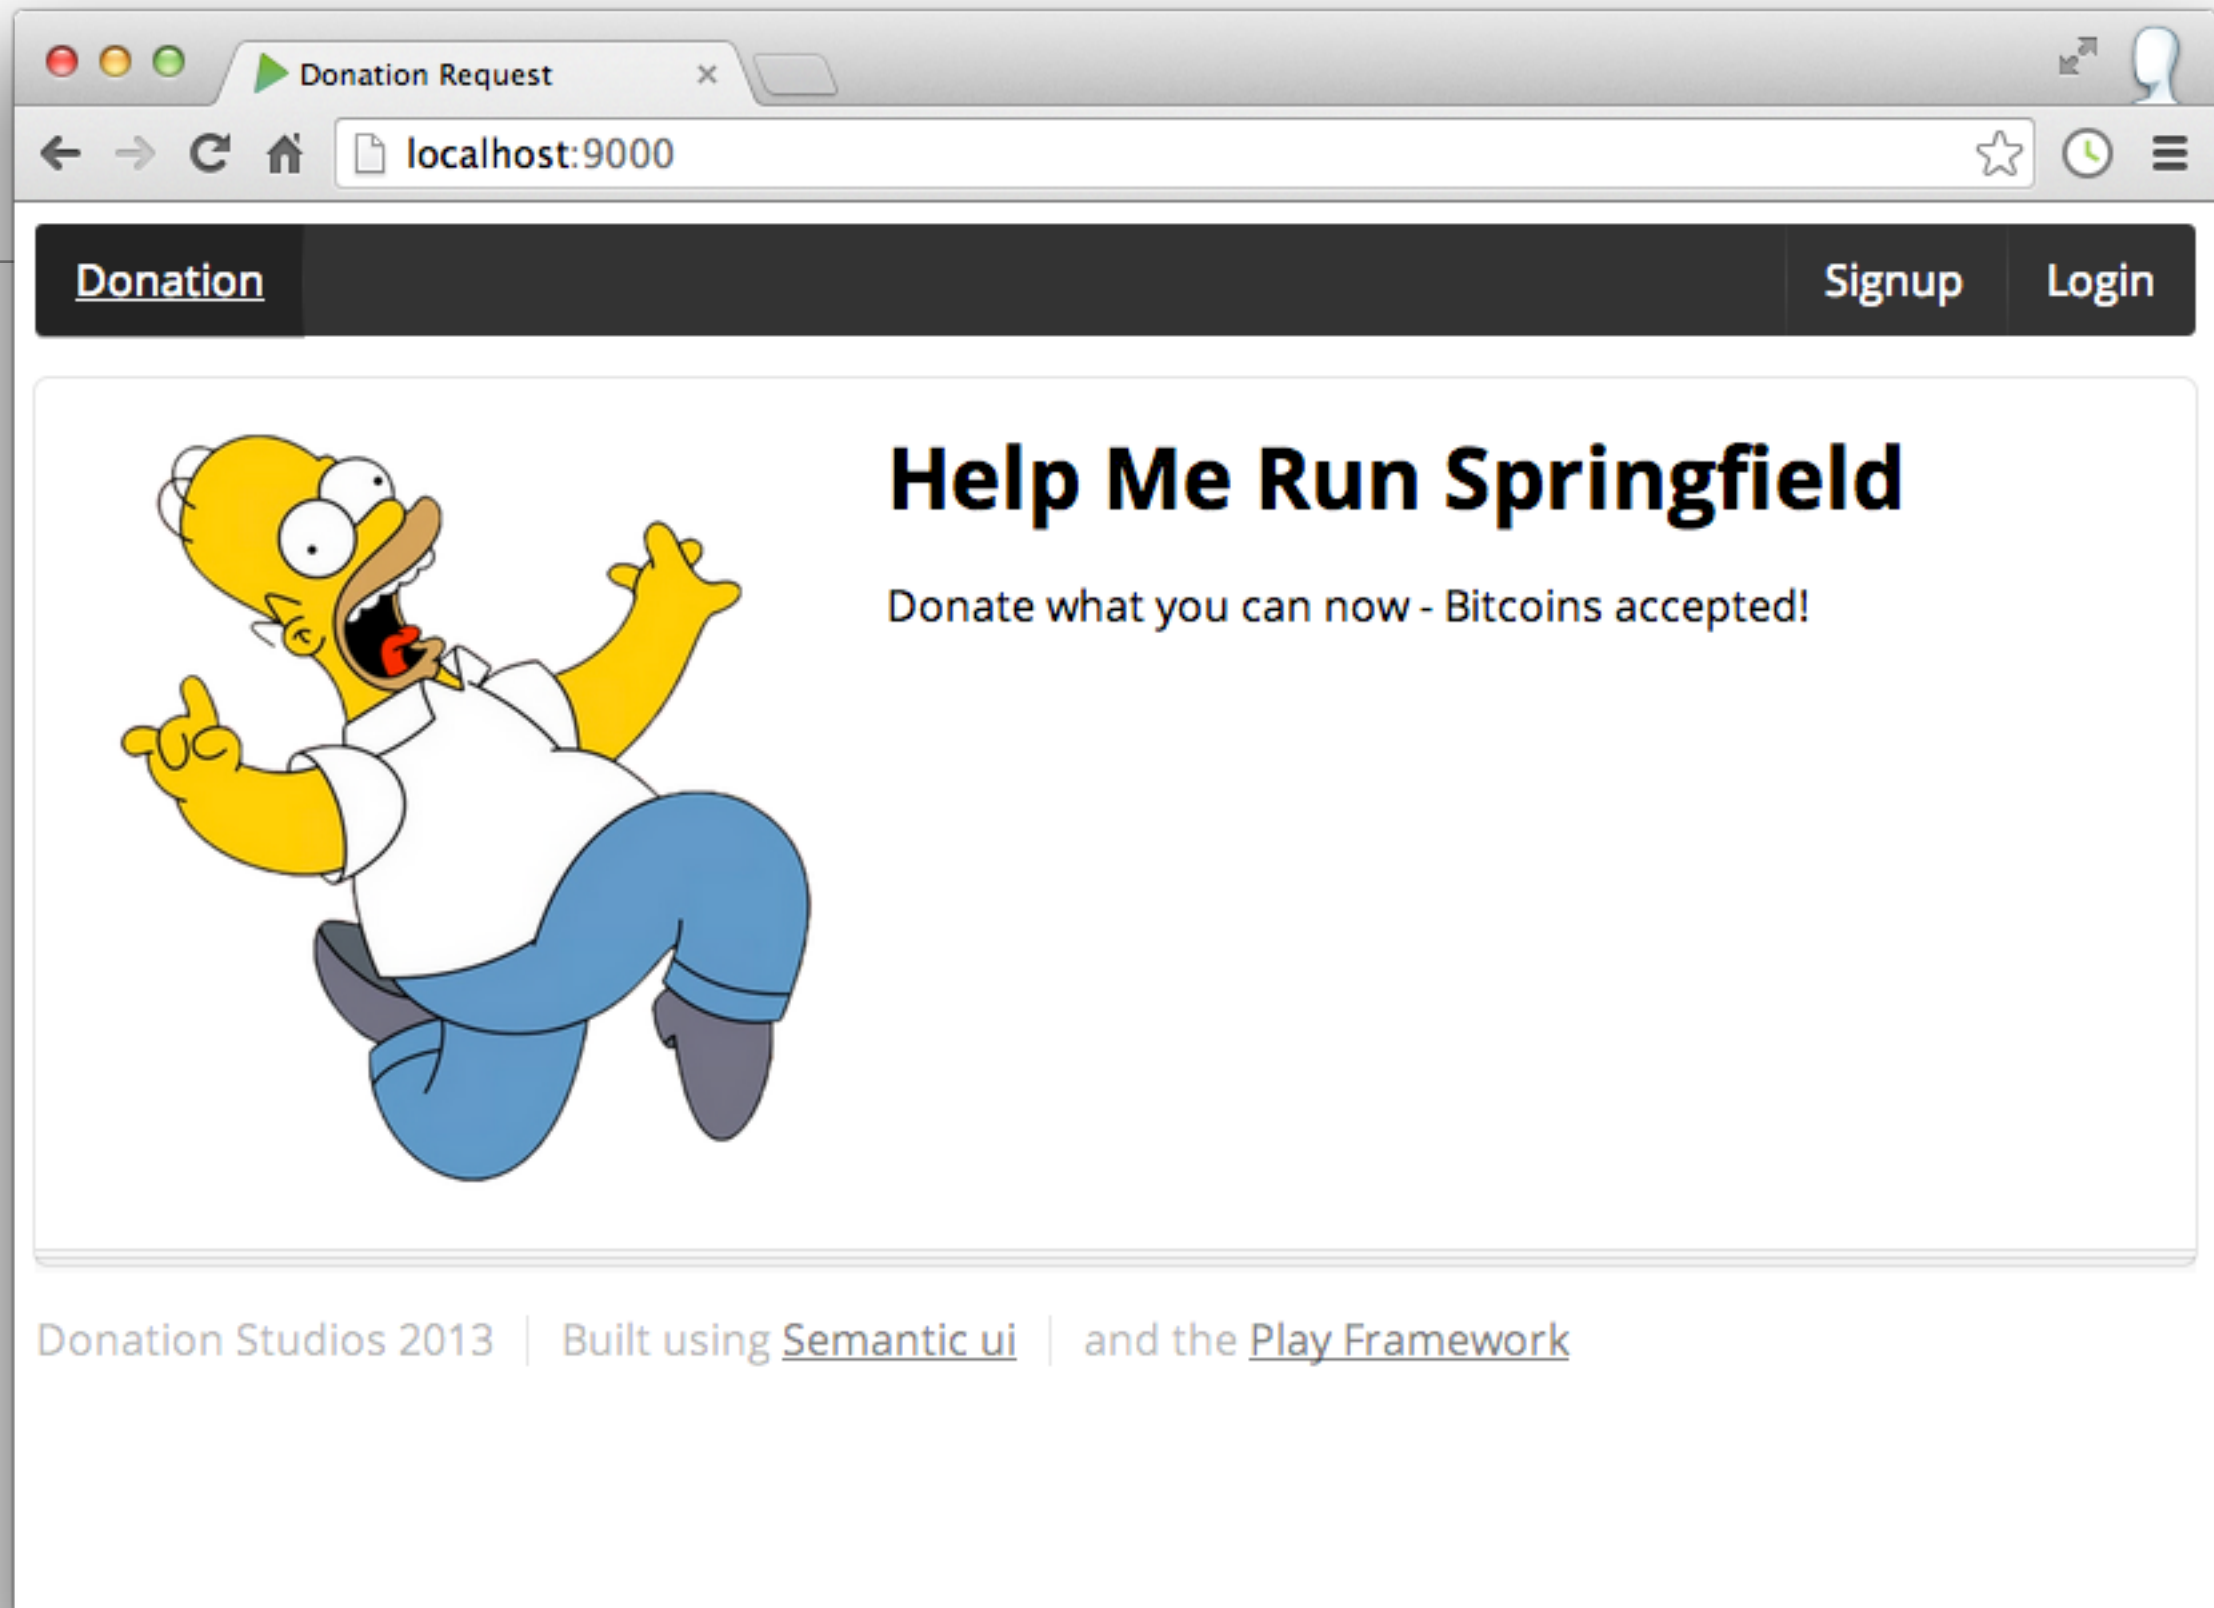 Donation Request
localhost:9000
Donation Signup Login
Help Me Run Springfield
Donate what you can now - Bitcoins accepted!
Donation Studios 2013 Built using Semantic ui and the Play Framework